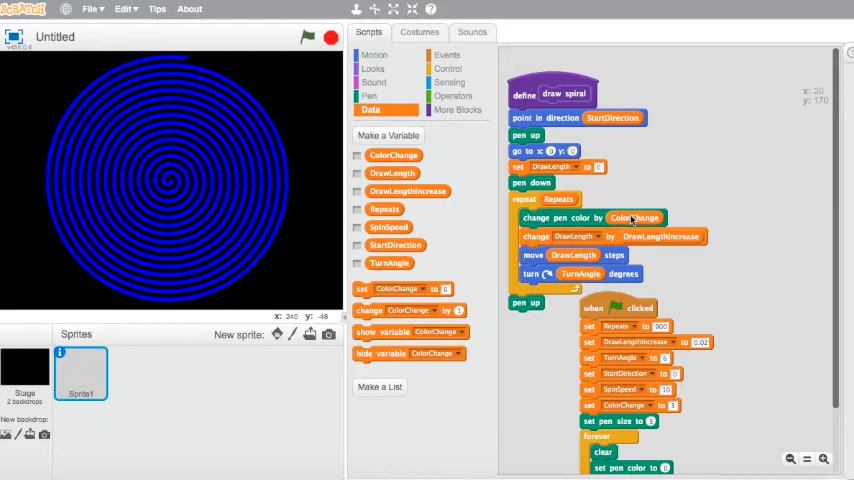 SCRATCH File Edit Tips About
Untitled
v456.0.4
x: 240 y: -48
Sprites New sprite:
Stage
2 backdrops
New backdrop:
Sprite1
Scripts Costumes Sounds
Motion Events
Looks Control
Sound Sensing
Pen Operators
Data More Blocks
Make a Variable
ColorChange
DrawLength
DrawLengthIncrease
Repeats
SpinSpeed
StartDirection
TurnAngle
set ColorChange to 0
change ColorChange by 1
show variable ColorChange
hide variable ColorChange
Make a List
x: 20
y: 170
define draw spiral
point in direction StartDirection
pen up
go to x: 0 y: 0
set DrawLength to 0
pen down
repeat Repeats
change pen color by ColorChange
change DrawLength by DrawLengthIncrease
move DrawLength steps
turn TurnAngle degrees
pen up
when clicked
set Repeats to 900
set DrawLengthIncrease to 0.02
set TurnAngle to 6
set StartDirection to 0
set SpinSpeed to 10
set ColorChange to 3
set pen size to 5
forever
clear
set pen color to 0